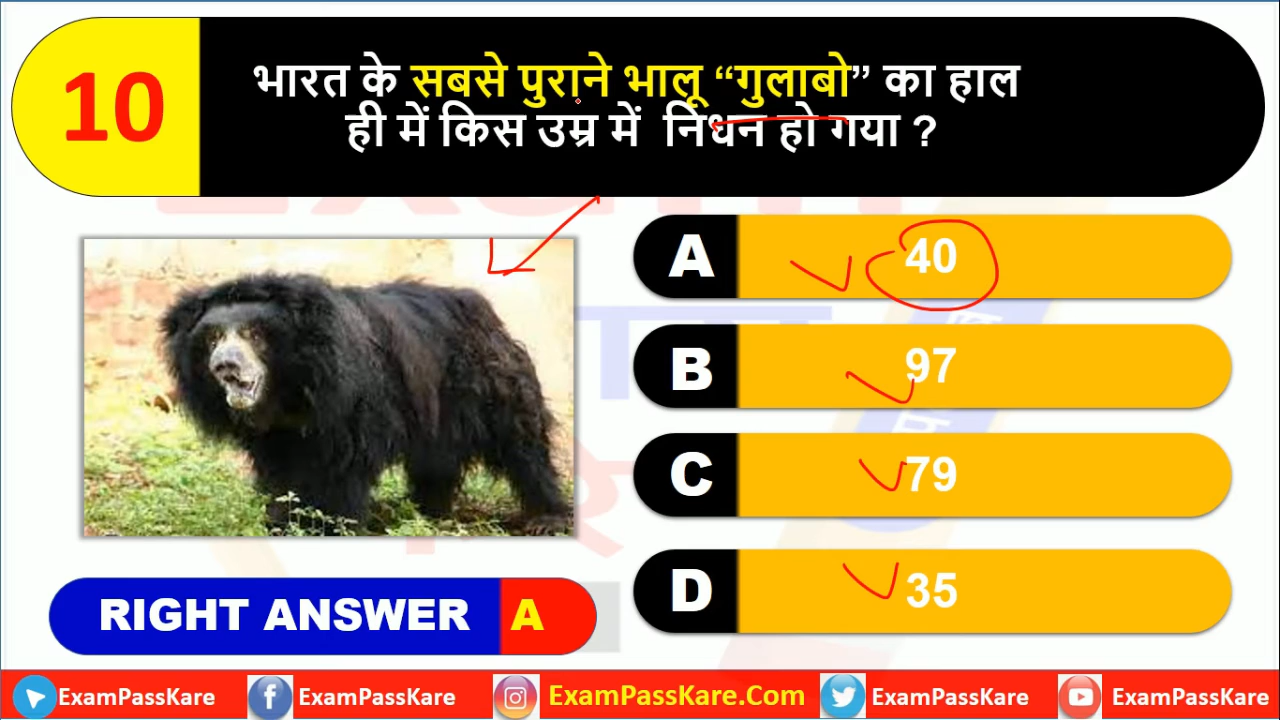 10
भारत के सबसे पुराने भालू “गुलाबो” का हाल
ही में किस उम्र में निधन हो गया ?
A 40
B 97
C 79
D 35
RIGHT ANSWER A
ExamPassKare ExamPassKare ExamPassKare.Com ExamPassKare ExamPassKare